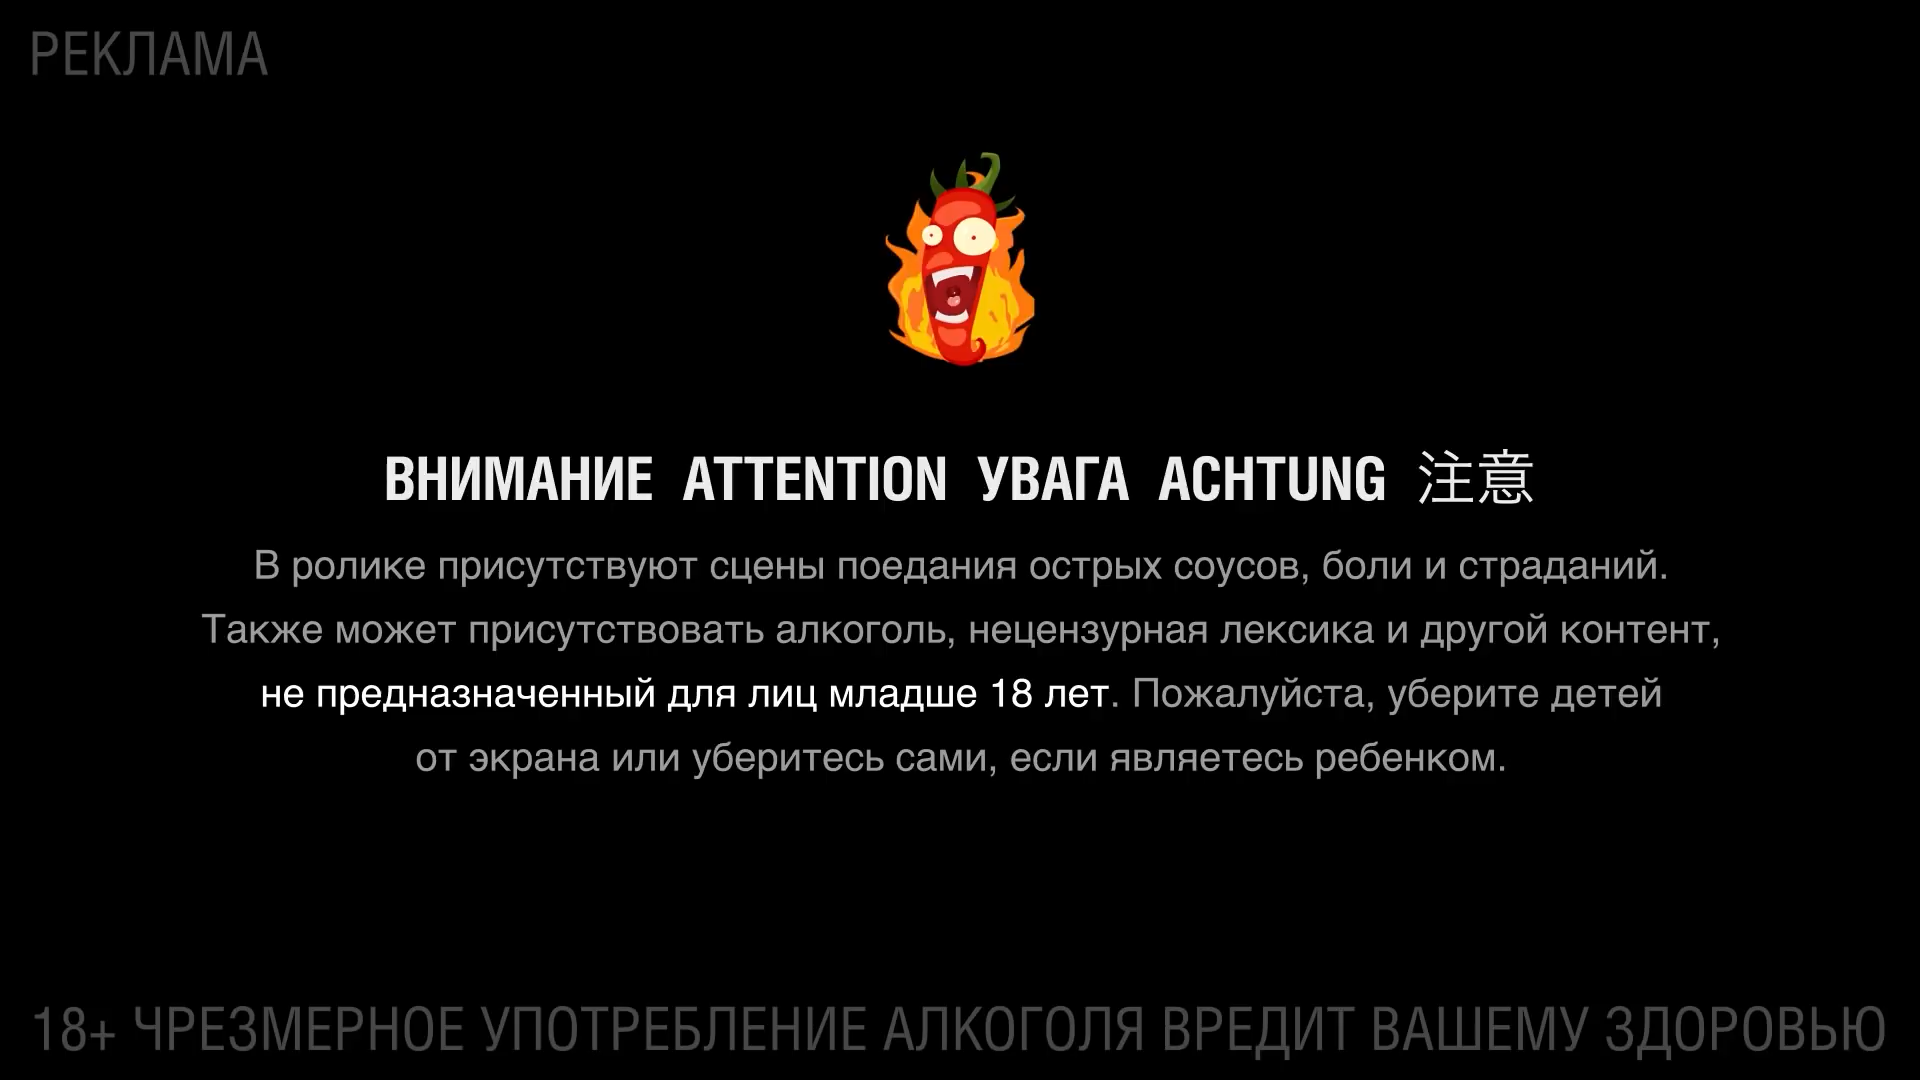 РЕКЛАМА
ВНИМАНИЕ ATTENTION УВАГА ACHTUNG 注意
В ролике присутствуют сцены поедания острых соусов, боли и страданий.
Также может присутствовать алкоголь, нецензурная лексика и другой контент,
не предназначенный для лиц младше 18 лет. Пожалуйста, уберите детей
от экрана или уберитесь сами, если являетесь ребенком.
18+ ЧРЕЗМЕРНОЕ УПОТРЕБЛЕНИЕ АЛКОГОЛЯ ВРЕДИТ ВАШЕМУ ЗДОРОВЬЮ